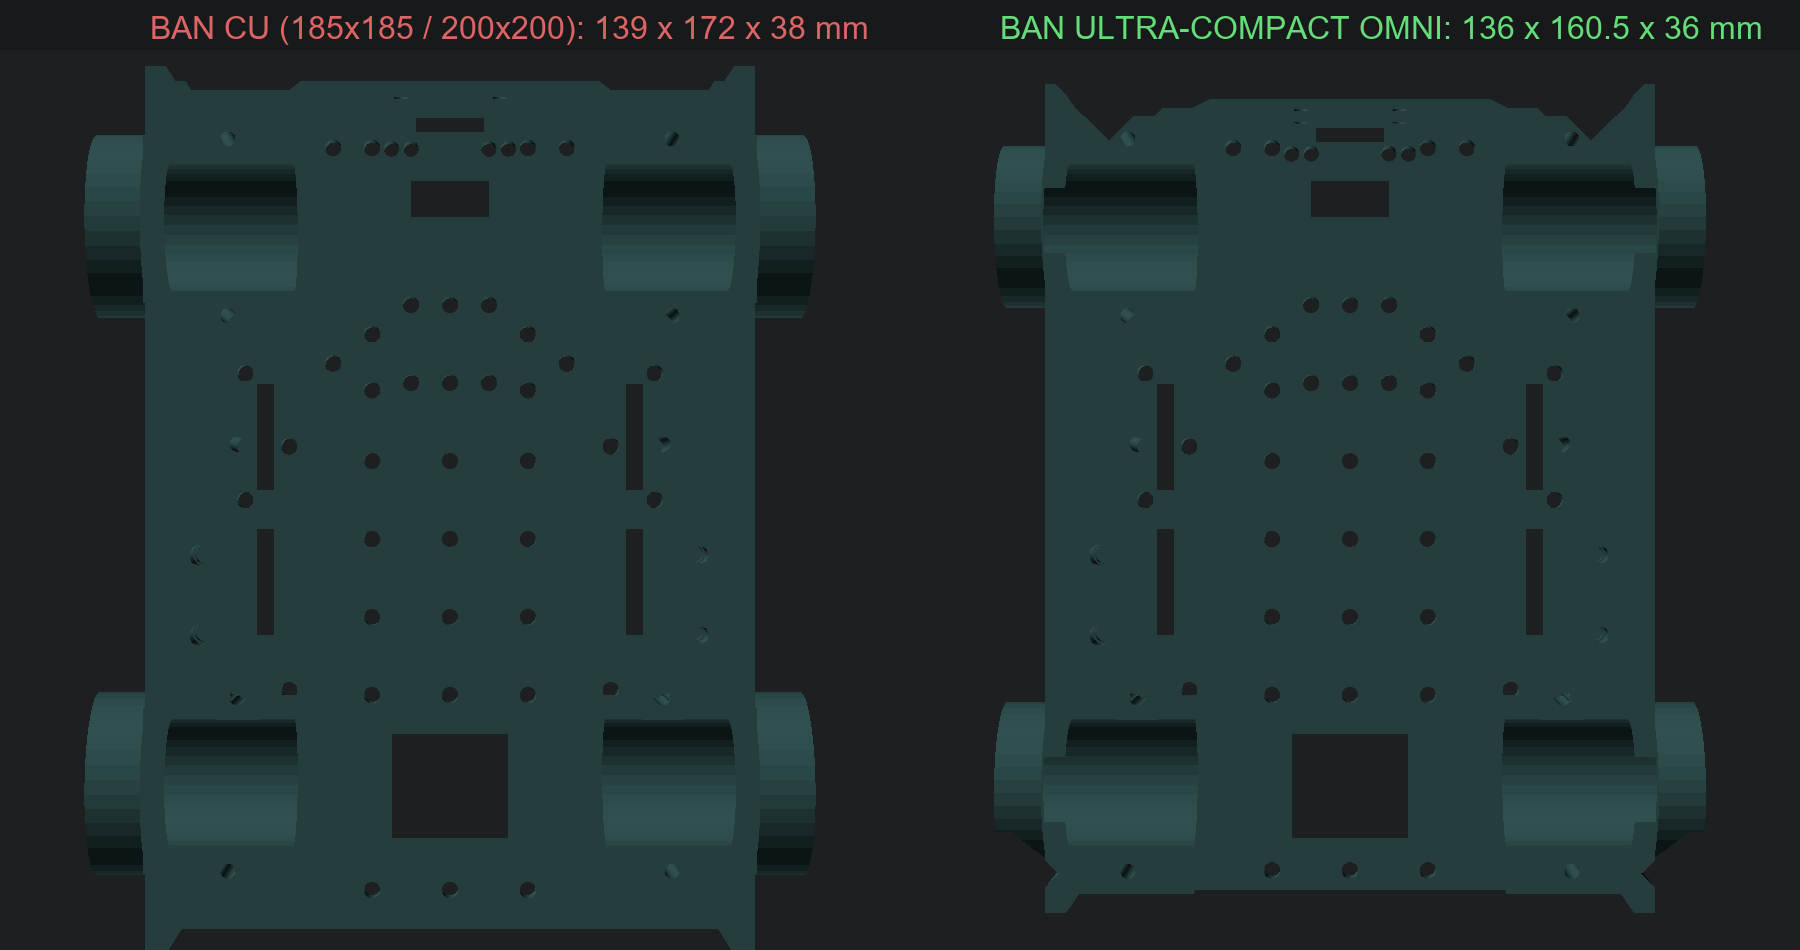 BAN CU (185x185 / 200x200): 139 x 172 x 38 mm
BAN ULTRA-COMPACT OMNI: 136 x 160.5 x 36 mm